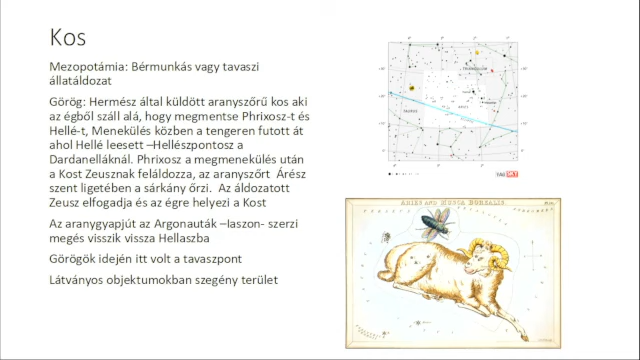 Kos
Mezopotámia: Bérmunkás vagy tavaszi
állatáldozat
Görög: Hermész által küldött aranyszőrű kos aki
az égből száll alá, hogy megmentse Phrixosz-t és
Hellé-t, Menekülés közben a tengeren futott át
ahol Hellé leesett –Hellészpontosz a
Dardanelláknál. Phrixosz a megmenekülés után
a Kost Zeusznak feláldozza, az aranyszőrt Árész
szent ligetében a sárkány őrzi. Az áldozatott
Zeusz elfogadja és az égre helyezi a Kost
Az aranygyapjút az Argonauták –Iaszon- szerzi
megés visszik vissza Hellaszba
Görögök idején itt volt a tavaszpont
Látványos objektumokban szegény terület
TRIANGULUM
ARIES
TAURUS
ARIES and MUSCA BOREALIS